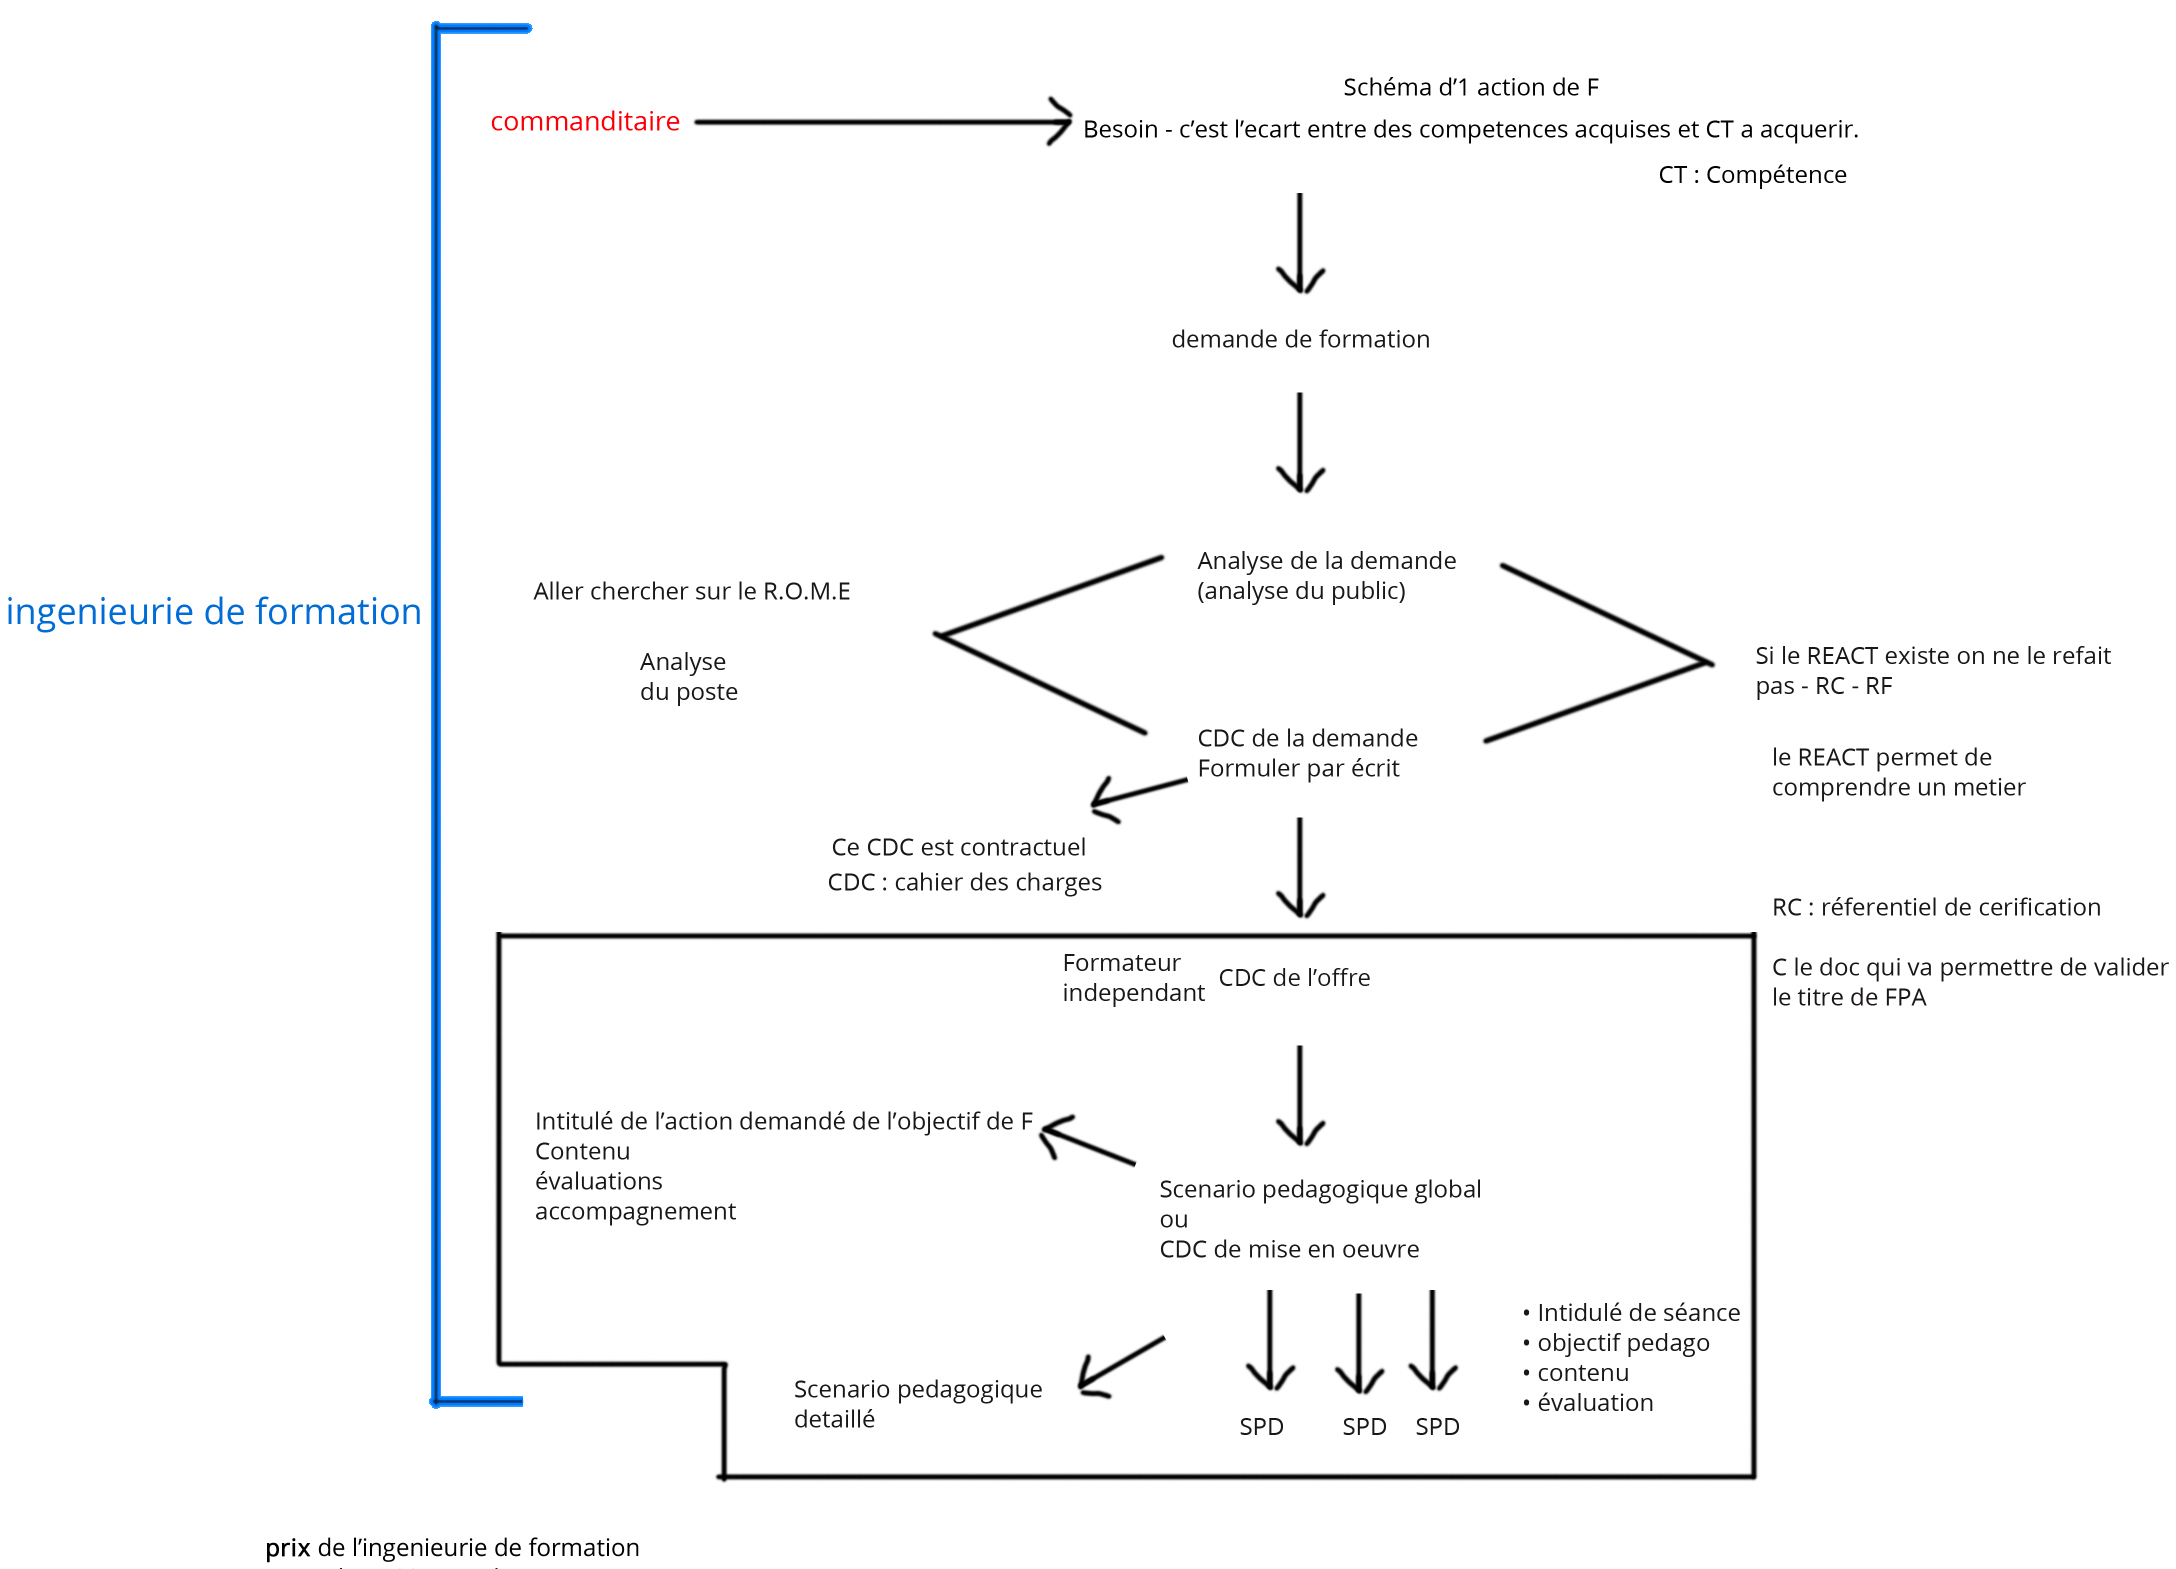 Schéma d’1 action de F
commanditaire
Besoin - c’est l’ecart entre des competences acquises et CT a acquerir.
CT : Compétence
demande de formation
Analyse de la demande
(analyse du public)
Aller chercher sur le R.O.M.E
ingenieurie de formation
Analyse
du poste
Si le REACT existe on ne le refait
pas - RC - RF
CDC de la demande
Formuler par écrit
le REACT permet de
comprendre un metier
Ce CDC est contractuel
CDC : cahier des charges
RC : réferentiel de cerification
C le doc qui va permettre de valider
le titre de FPA
Formateur
independant
CDC de l’offre
Intitulé de l’action demandé de l’objectif de F
Contenu
évaluations
accompagnement
Scenario pedagogique global
ou
CDC de mise en oeuvre
• Intidulé de séance
• objectif pedago
• contenu
• évaluation
Scenario pedagogique
detaillé
SPD
SPD
SPD
prix de l’ingenieurie de formation